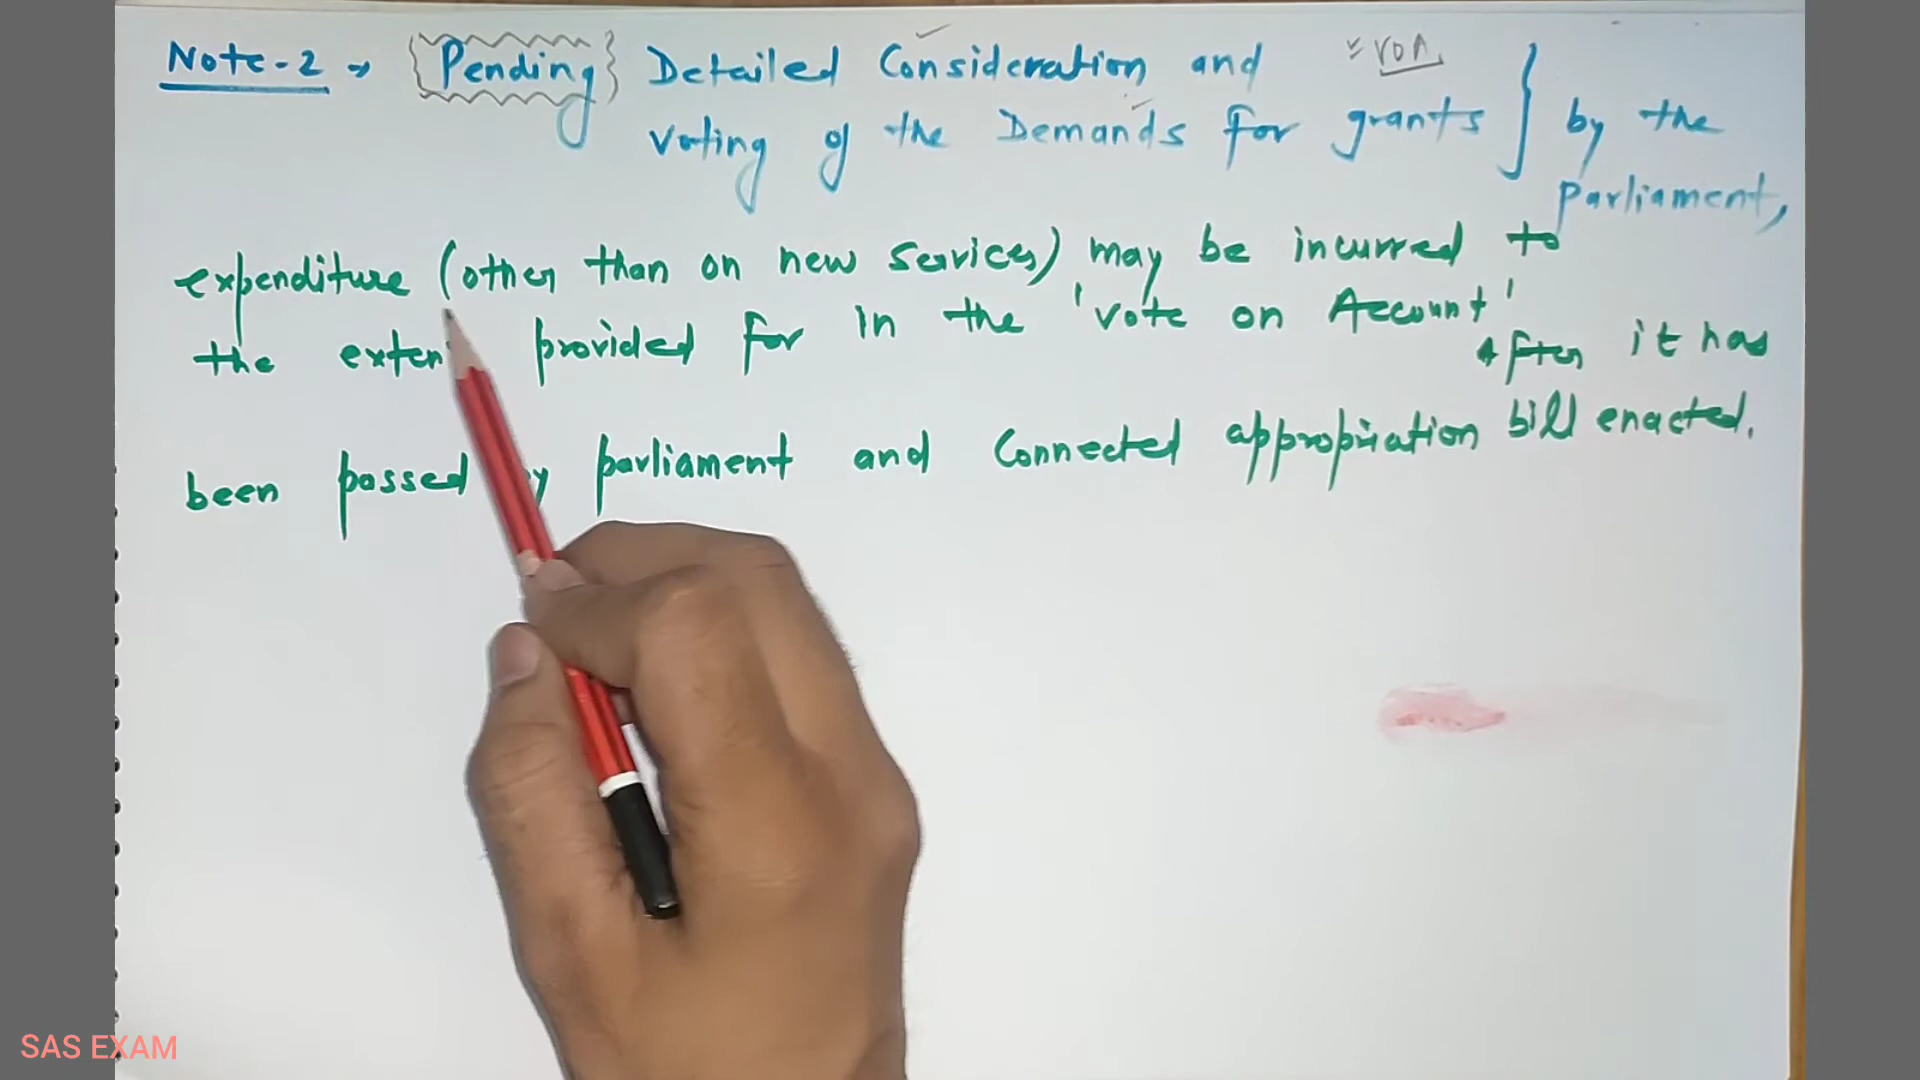 Note-2 → {Pending} Detailed Consideration and = VOA
Voting of the Demands for grants } by the
Parliament,
expenditure (other than on new services) may be incurred to
the extent provided for in the 'Vote on Account'
After it has
been passed by parliament and Connected appropriation bill enacted.
SAS EXAM